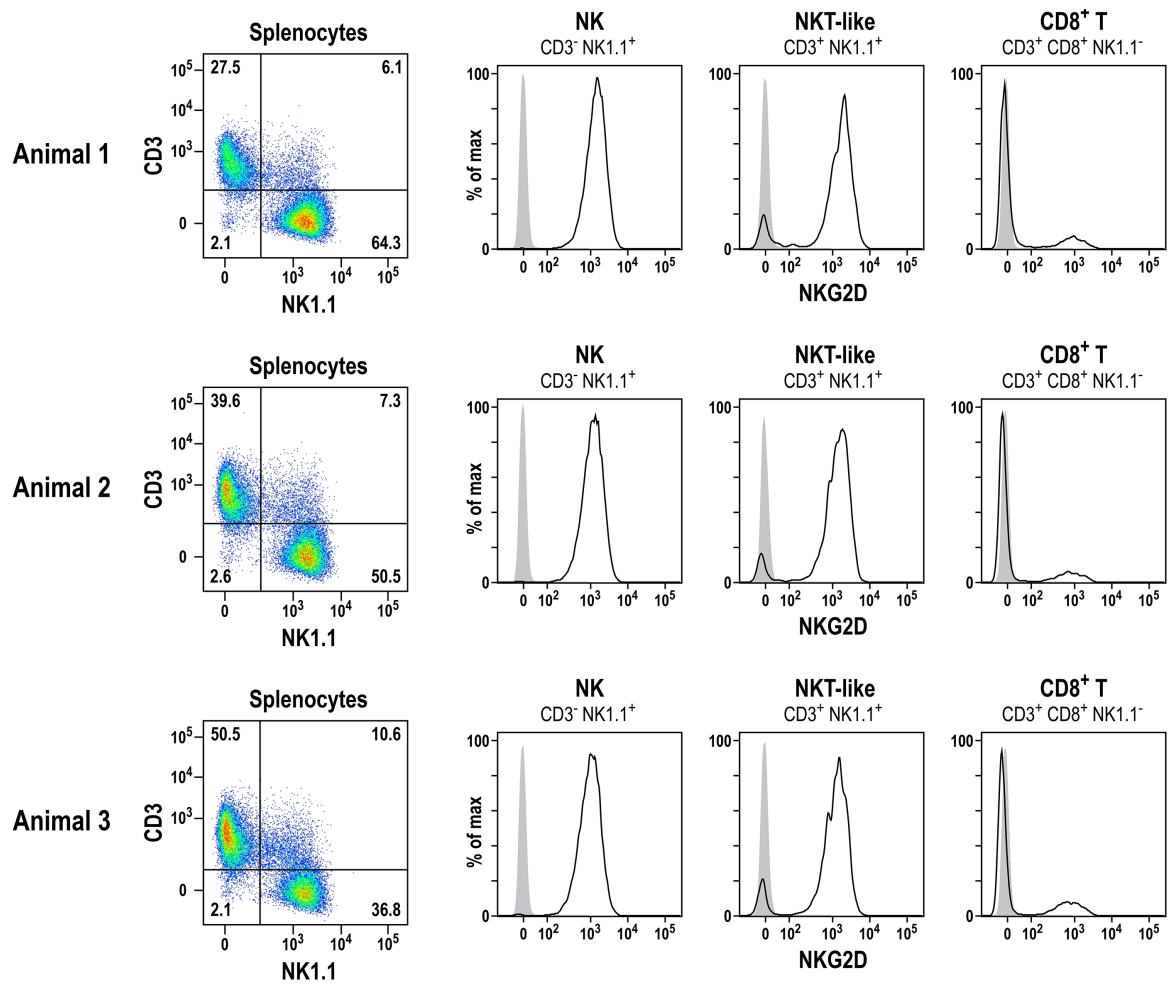 Splenocytes
NK
NKT-like
CD8⁺ T
CD3⁻ NK1.1⁺
CD3⁺ NK1.1⁺
CD3⁺ CD8⁺ NK1.1⁻
Animal 1
CD3
10⁵
10⁴
10³
0
27.5
6.1
2.1
64.3
0
10³
10⁴
10⁵
NK1.1
% of max
100
0
0
10²
10³
10⁴
10⁵
100
0
0
10²
10³
10⁴
10⁵
NKG2D
100
0
0
10²
10³
10⁴
10⁵
Splenocytes
NK
NKT-like
CD8⁺ T
CD3⁻ NK1.1⁺
CD3⁺ NK1.1⁺
CD3⁺ CD8⁺ NK1.1⁻
Animal 2
CD3
10⁵
10⁴
10³
0
39.6
7.3
2.6
50.5
0
10³
10⁴
10⁵
NK1.1
% of max
100
0
0
10²
10³
10⁴
10⁵
100
0
0
10²
10³
10⁴
10⁵
NKG2D
100
0
0
10²
10³
10⁴
10⁵
Splenocytes
NK
NKT-like
CD8⁺ T
CD3⁻ NK1.1⁺
CD3⁺ NK1.1⁺
CD3⁺ CD8⁺ NK1.1⁻
Animal 3
CD3
10⁵
10⁴
10³
0
50.5
10.6
2.1
36.8
0
10³
10⁴
10⁵
NK1.1
% of max
100
0
0
10²
10³
10⁴
10⁵
100
0
0
10²
10³
10⁴
10⁵
NKG2D
100
0
0
10²
10³
10⁴
10⁵